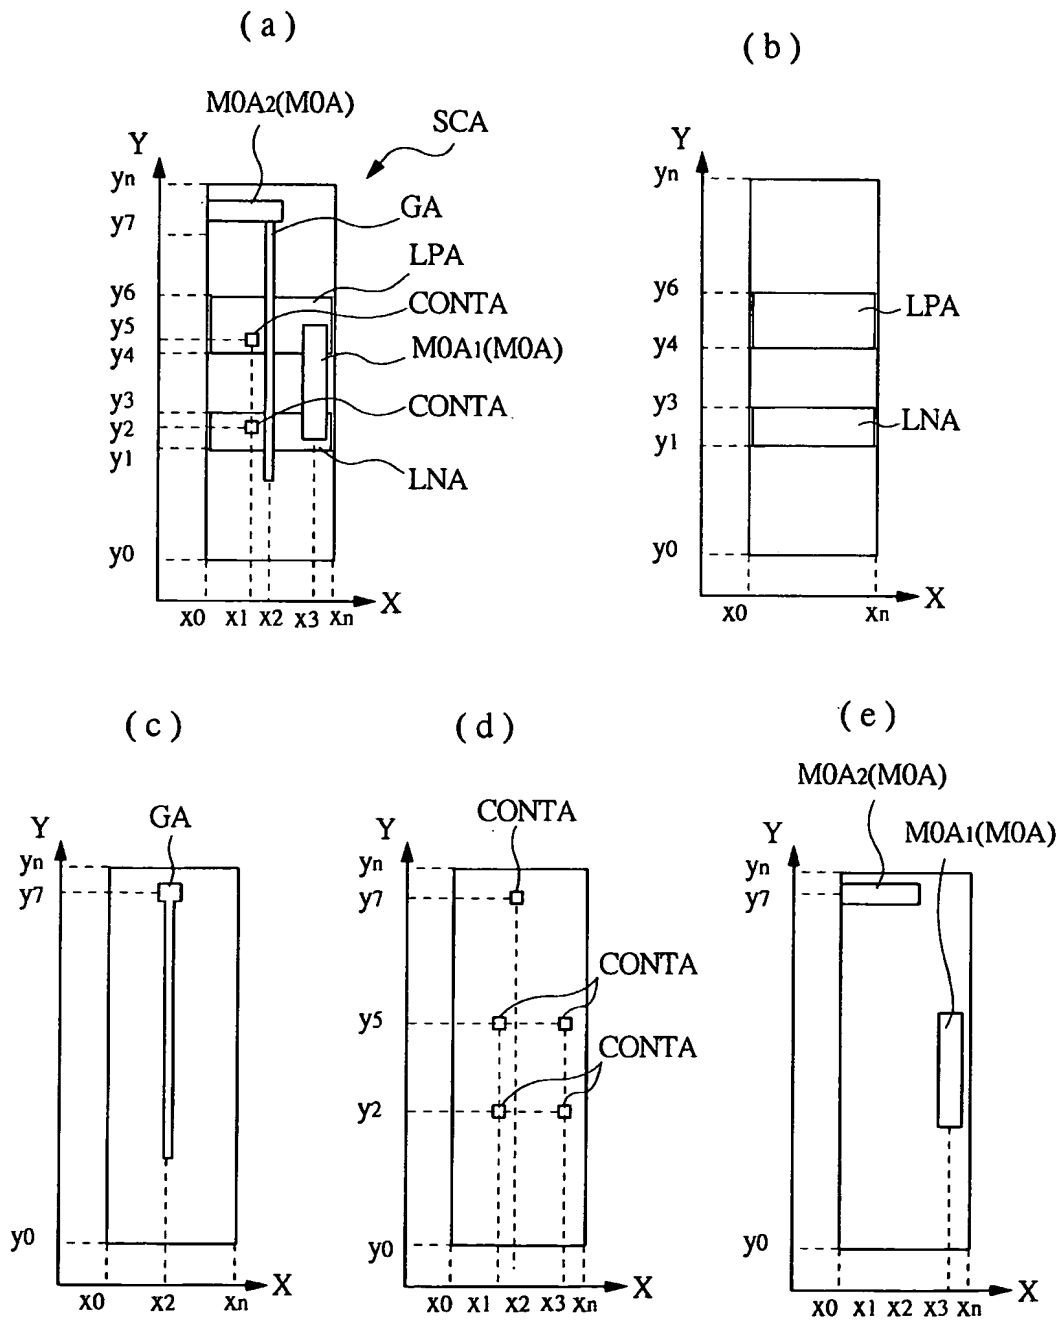 ( a )
M0A2(M0A)
SCA
Y
yn
y7
GA
LPA
y6
CONTA
y5
y4
M0A1(M0A)
y3
CONTA
y2
y1
LNA
y0
X
x0 x1 x2 x3 xn
( b )
Y
yn
y6
LPA
y4
y3
LNA
y1
y0
X
x0 xn
( c )
GA
Y
yn
y7
y0
X
x0 x2 xn
( d )
CONTA
Y
yn
y7
CONTA
y5
CONTA
y2
y0
X
x0 x1 x2 x3 xn
( e )
M0A2(M0A)
M0A1(M0A)
Y
yn
y7
y0
X
x0 x1 x2 x3 xn